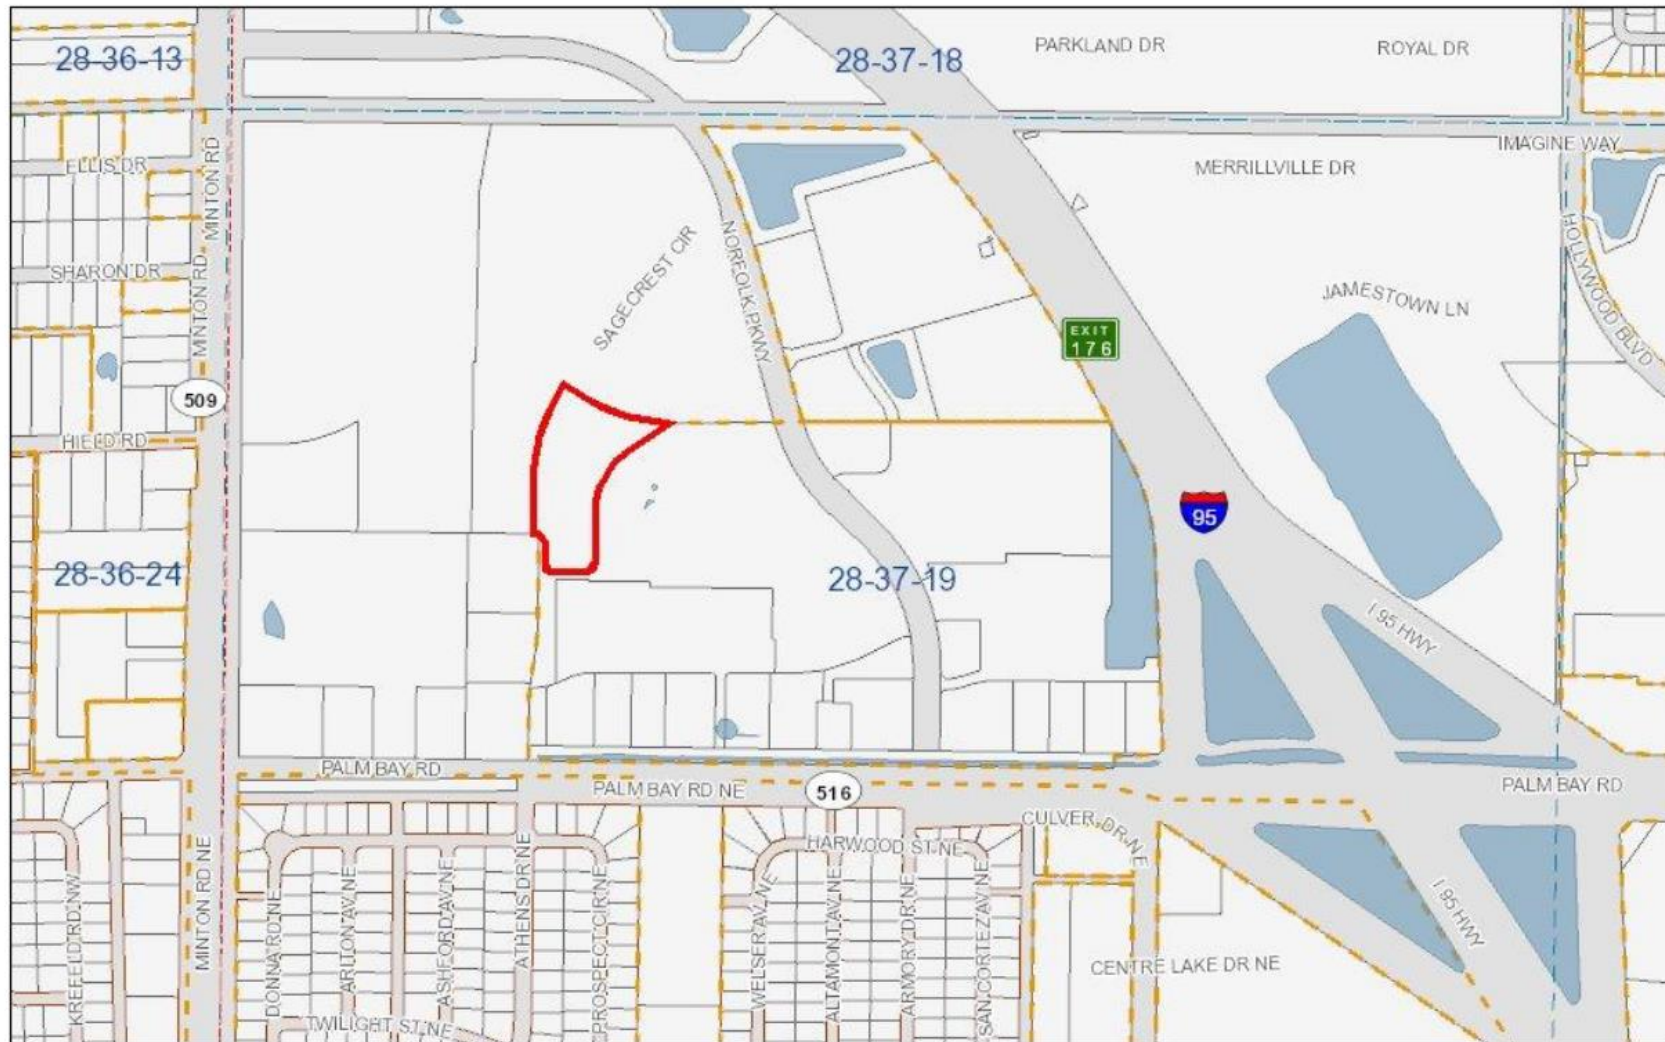 28-36-13
28-37-18
PARKLAND DR
ROYAL DR
ELLIS DR
MINTON RD
IMAGINE WAY
MERRILLVILLE DR
SHARON DR
MINTON RD
SAGECREST CIR
NORFOLK PKWY
HOLLYWOOD BLVD
JAMESTOWN LN
EXIT
176
509
HIELD RD
95
28-36-24
28-37-19
I 95 HWY
PALM BAY RD
PALM BAY RD NE
516
PALM BAY RD
CULVER DR NE
HARWOOD ST NE
MINTON RD NE
KREFELD RD NW
DONNA RD NE
ARLTON AV NE
ASHFORD AV NE
ATHENS DR NE
PROSPECT CIR NE
WELSER AV NE
ALTAMONT AV NE
ARMORY DR NE
SAN CORTEZ AV NE
I 95 HWY
CENTRE LAKE DR NE
TWILIGHT ST NE